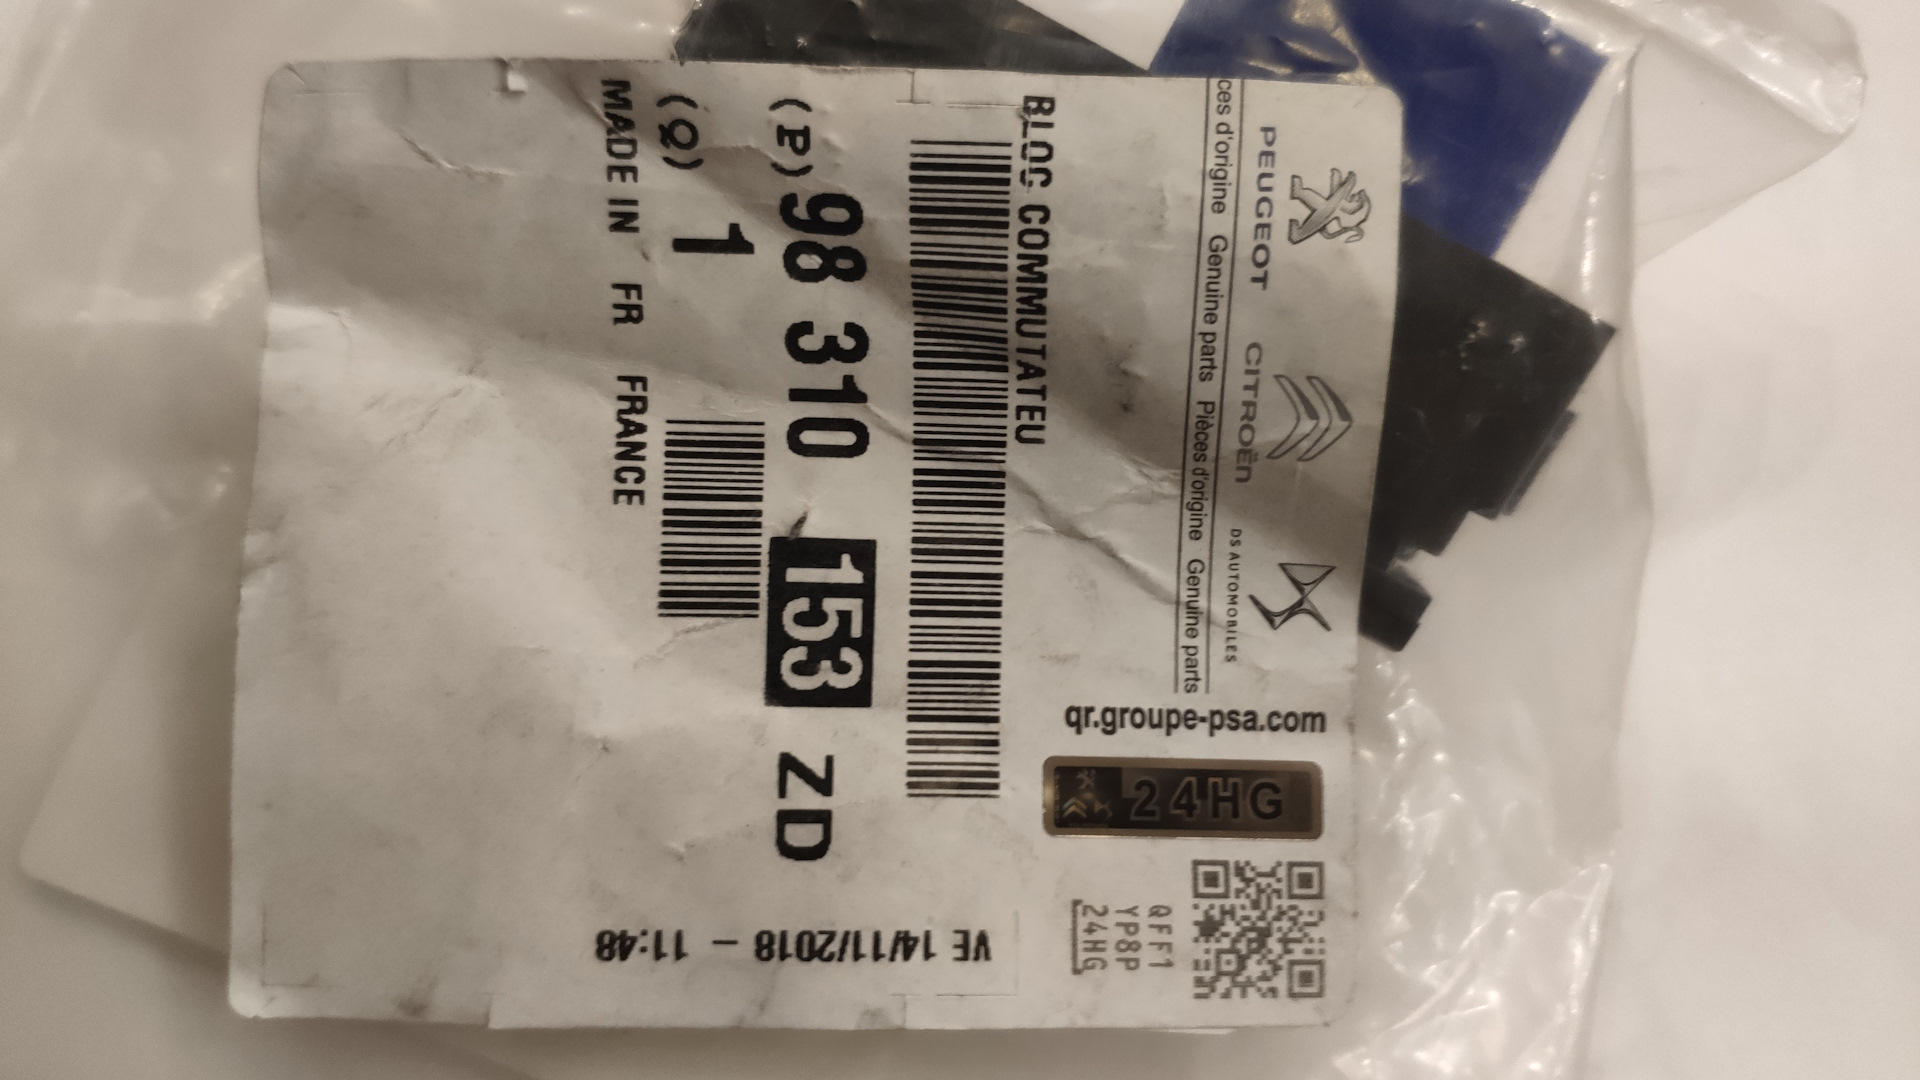 PEUGEOT CITROËN DS AUTOMOBILES
ces d'origine Genuine parts Pièces d'origine Genuine parts
qr.groupe-psa.com
24HG
QFF1
YP8P
24HG
BLOC COMMUTATEU
(P) 98 310 153 ZD
(Q) 1
MADE IN FR FRANCE
VE 14/11/2018 - 11:48